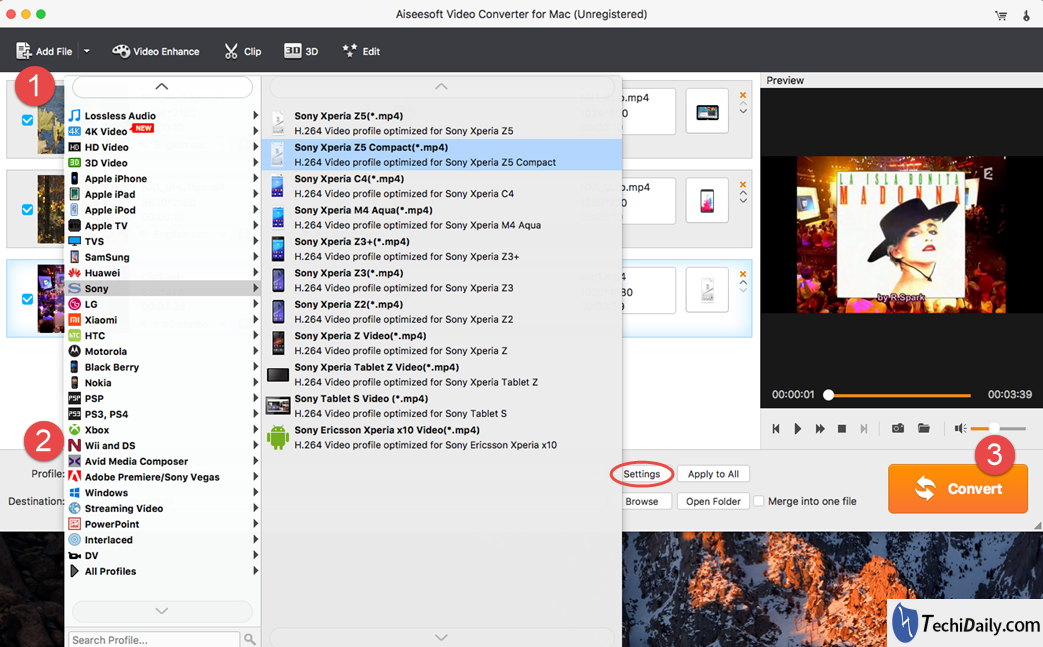 Aiseesoft Video Converter for Mac (Unregistered)
Add File
Video Enhance
Clip
3D 3D
Edit
1
Preview
Lossless Audio
4K 4K Video NEW
HD HD Video
3D 3D Video
Apple iPhone
Apple iPad
Apple iPod
Apple TV
TVS
SamSung
Huawei
S Sony
LG
mi Xiaomi
HTC
Motorola
Black Berry
Nokia
PSP PSP
PS3 PS3, PS4
Xbox
Wii and DS
Avid Media Composer
Adobe Premiere/Sony Vegas
Windows
Streaming Video
PowerPoint
Interlaced
DV
All Profiles
Search Profile...
Sony Xperia Z5(*.mp4)
H.264 Video profile optimized for Sony Xperia Z5
Sony Xperia Z5 Compact(*.mp4)
H.264 Video profile optimized for Sony Xperia Z5 Compact
Sony Xperia C4(*.mp4)
H.264 Video profile optimized for Sony Xperia C4
Sony Xperia M4 Aqua(*.mp4)
H.264 Video profile optimized for Sony Xperia M4 Aqua
Sony Xperia Z3+(*.mp4)
H.264 Video profile optimized for Sony Xperia Z3+
Sony Xperia Z3(*.mp4)
H.264 Video profile optimized for Sony Xperia Z3
Sony Xperia Z2(*.mp4)
H.264 Video profile optimized for Sony Xperia Z2
Sony Xperia Z Video(*.mp4)
H.264 Video profile optimized for Sony Xperia Z
Sony Xperia Tablet Z Video(*.mp4)
H.264 Video profile optimized for Sony Xperia Tablet Z
Sony Tablet S Video (*.mp4)
H.264 Video profile optimized for Sony Tablet S
Sony Ericsson Xperia x10 Video(*.mp4)
H.264 Video profile optimized for Sony Ericsson Xperia x10
.mp4
0
.mp4
0
4
80
9
LA ISLA BONITA
MADONNA
by R.Spark
00:00:01
00:03:39
2
Profile:
Destination:
Settings
Apply to All
Browse
Open Folder
Merge into one file
3
Convert
TechiDaily.com